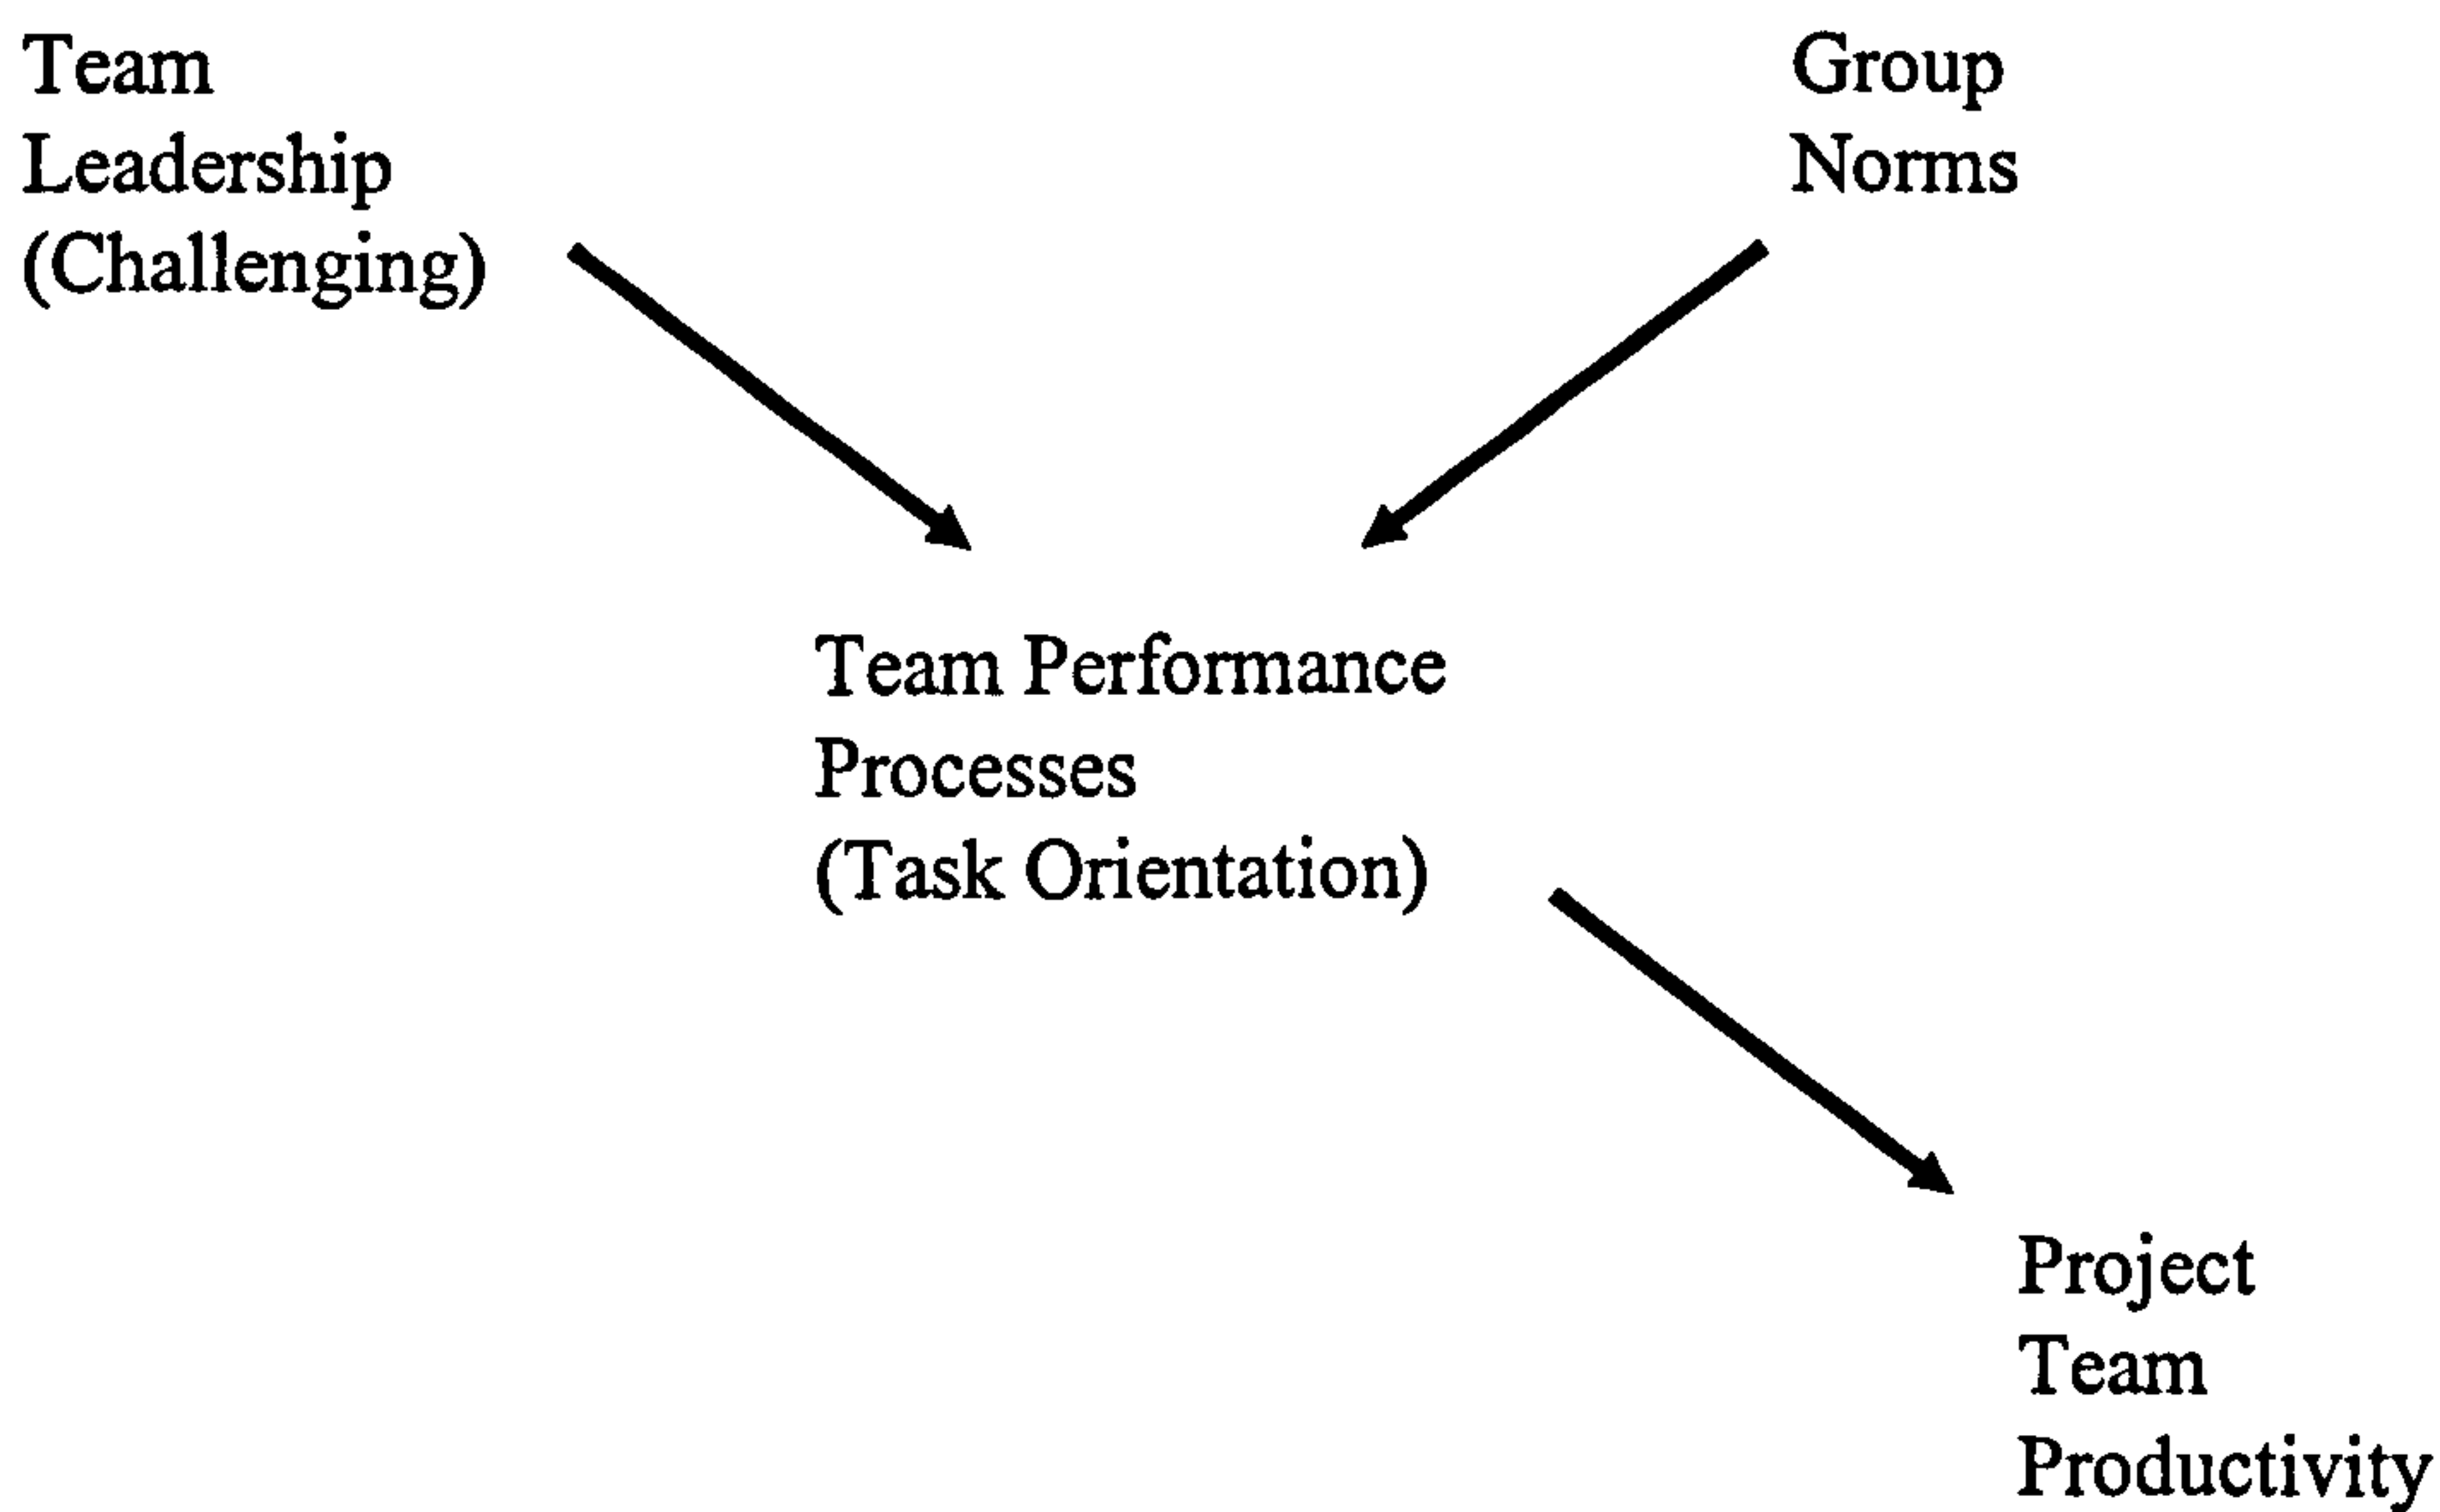 Team
Leadership
(Challenging)
Group
Norms
Team Performance
Processes
(Task Orientation)
Project
Team
Productivity